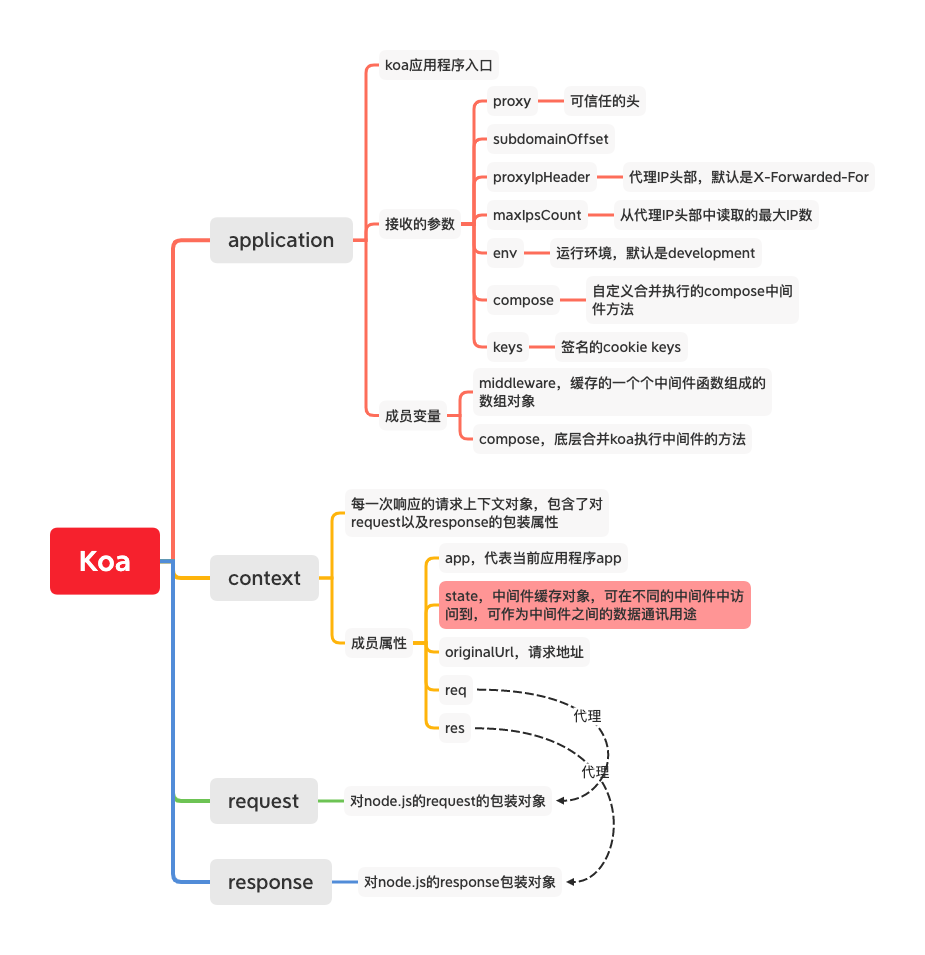 Koa
application
koa应用程序入口
接收的参数
proxy
可信任的头
subdomainOffset
proxyIpHeader
代理IP头部，默认是X-Forwarded-For
maxIpsCount
从代理IP头部中读取的最大IP数
env
运行环境，默认是development
compose
自定义合并执行的compose中间
件方法
keys
签名的cookie keys
成员变量
middleware，缓存的一个个中间件函数组成的
数组对象
compose，底层合并koa执行中间件的方法
context
每一次响应的请求上下文对象，包含了对
request以及response的包装属性
成员属性
app，代表当前应用程序app
state，中间件缓存对象，可在不同的中间件中访
问到，可作为中间件之间的数据通讯用途
originalUrl，请求地址
req
代理
res
代理
request
对node.js的request的包装对象
response
对node.js的response包装对象